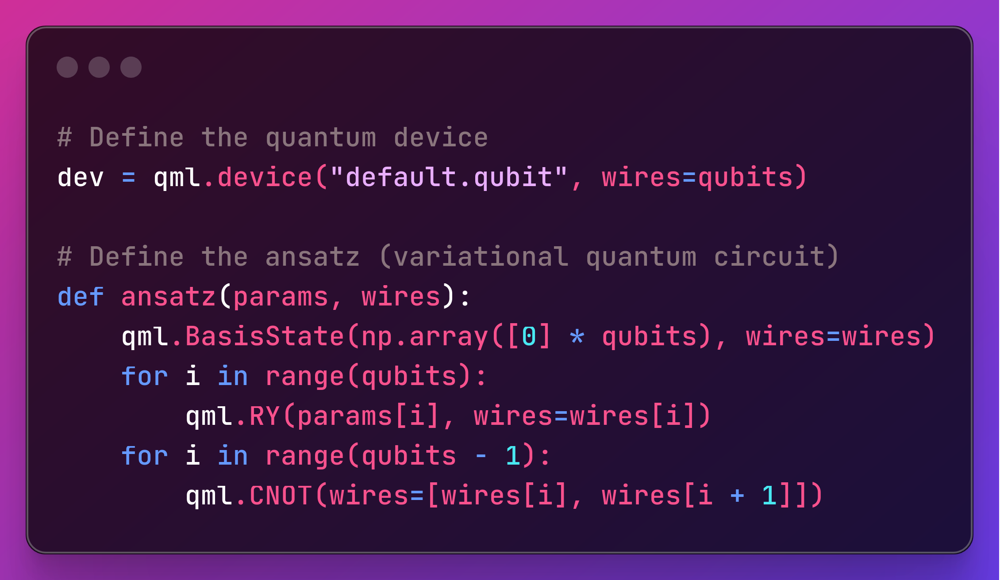 # Define the quantum device
dev = qml.device("default.qubit", wires=qubits)

# Define the ansatz (variational quantum circuit)
def ansatz(params, wires):
    qml.BasisState(np.array([0] * qubits), wires=wires)
    for i in range(qubits):
        qml.RY(params[i], wires=wires[i])
    for i in range(qubits - 1):
        qml.CNOT(wires=[wires[i], wires[i + 1]])